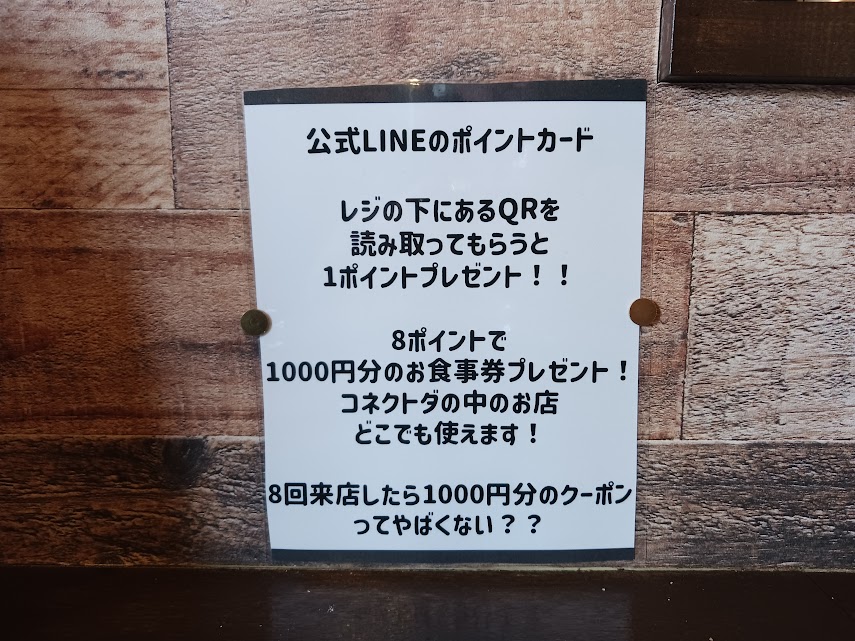 公式LINEのポイントカード
レジの下にあるQRを
読み取ってもらうと
1ポイントプレゼント！！
8ポイントで
1000円分のお食事券プレゼント！
コネクトダの中のお店
どこでも使えます！
8回来店したら1000円分のクーポン
ってやばくない？？